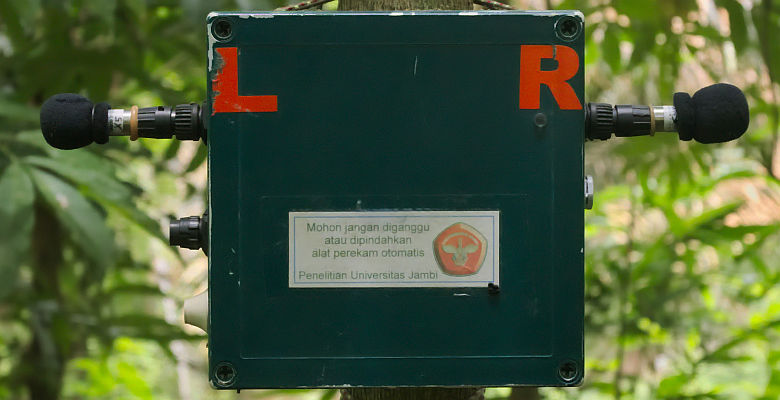 L R
Mohon jangan diganggu
atau dipindahkan
alat perekam otomatis
Penelitian Universitas Jambi